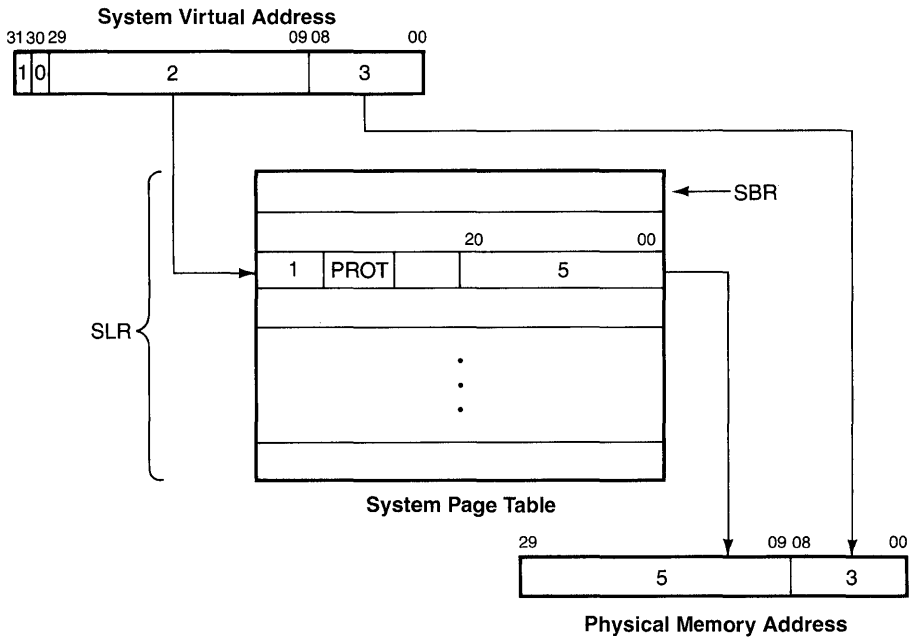 System Virtual Address
31 30 29 09 08 00
1 0 2 3
SBR
20 00
1 PROT 5
SLR
System Page Table
29 09 08 00
5 3
Physical Memory Address